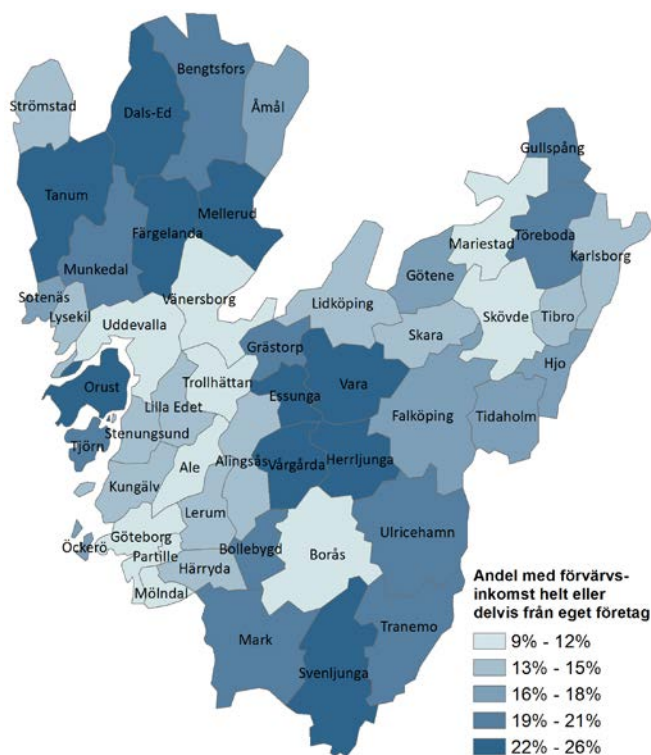 Bengtsfors
Strömstad
Dals-Ed
Åmål
Gullspång
Tanum
Mellerud
Färgelanda
Töreboda
Mariestad
Karlsborg
Munkedal
Götene
Sotenäs
Vänersborg
Lidköping
Lysekil
Skövde
Tibro
Uddevalla
Skara
Grästorp
Hjo
Trollhättan
Orust
Essunga
Vara
Lilla Edet
Falköping
Tidaholm
Stenungsund
Tjörn
Alingsås
Vårgårda
Herrljunga
Ale
Kungälv
Lerum
Ulricehamn
Göteborg
Öckerö
Bollebygd
Borås
Partille
Härryda
Mölndal
Mark
Tranemo
Svenljunga
Andel med förvärvs-
inkomst helt eller
delvis från eget företag
9% - 12%
13% - 15%
16% - 18%
19% - 21%
22% - 26%